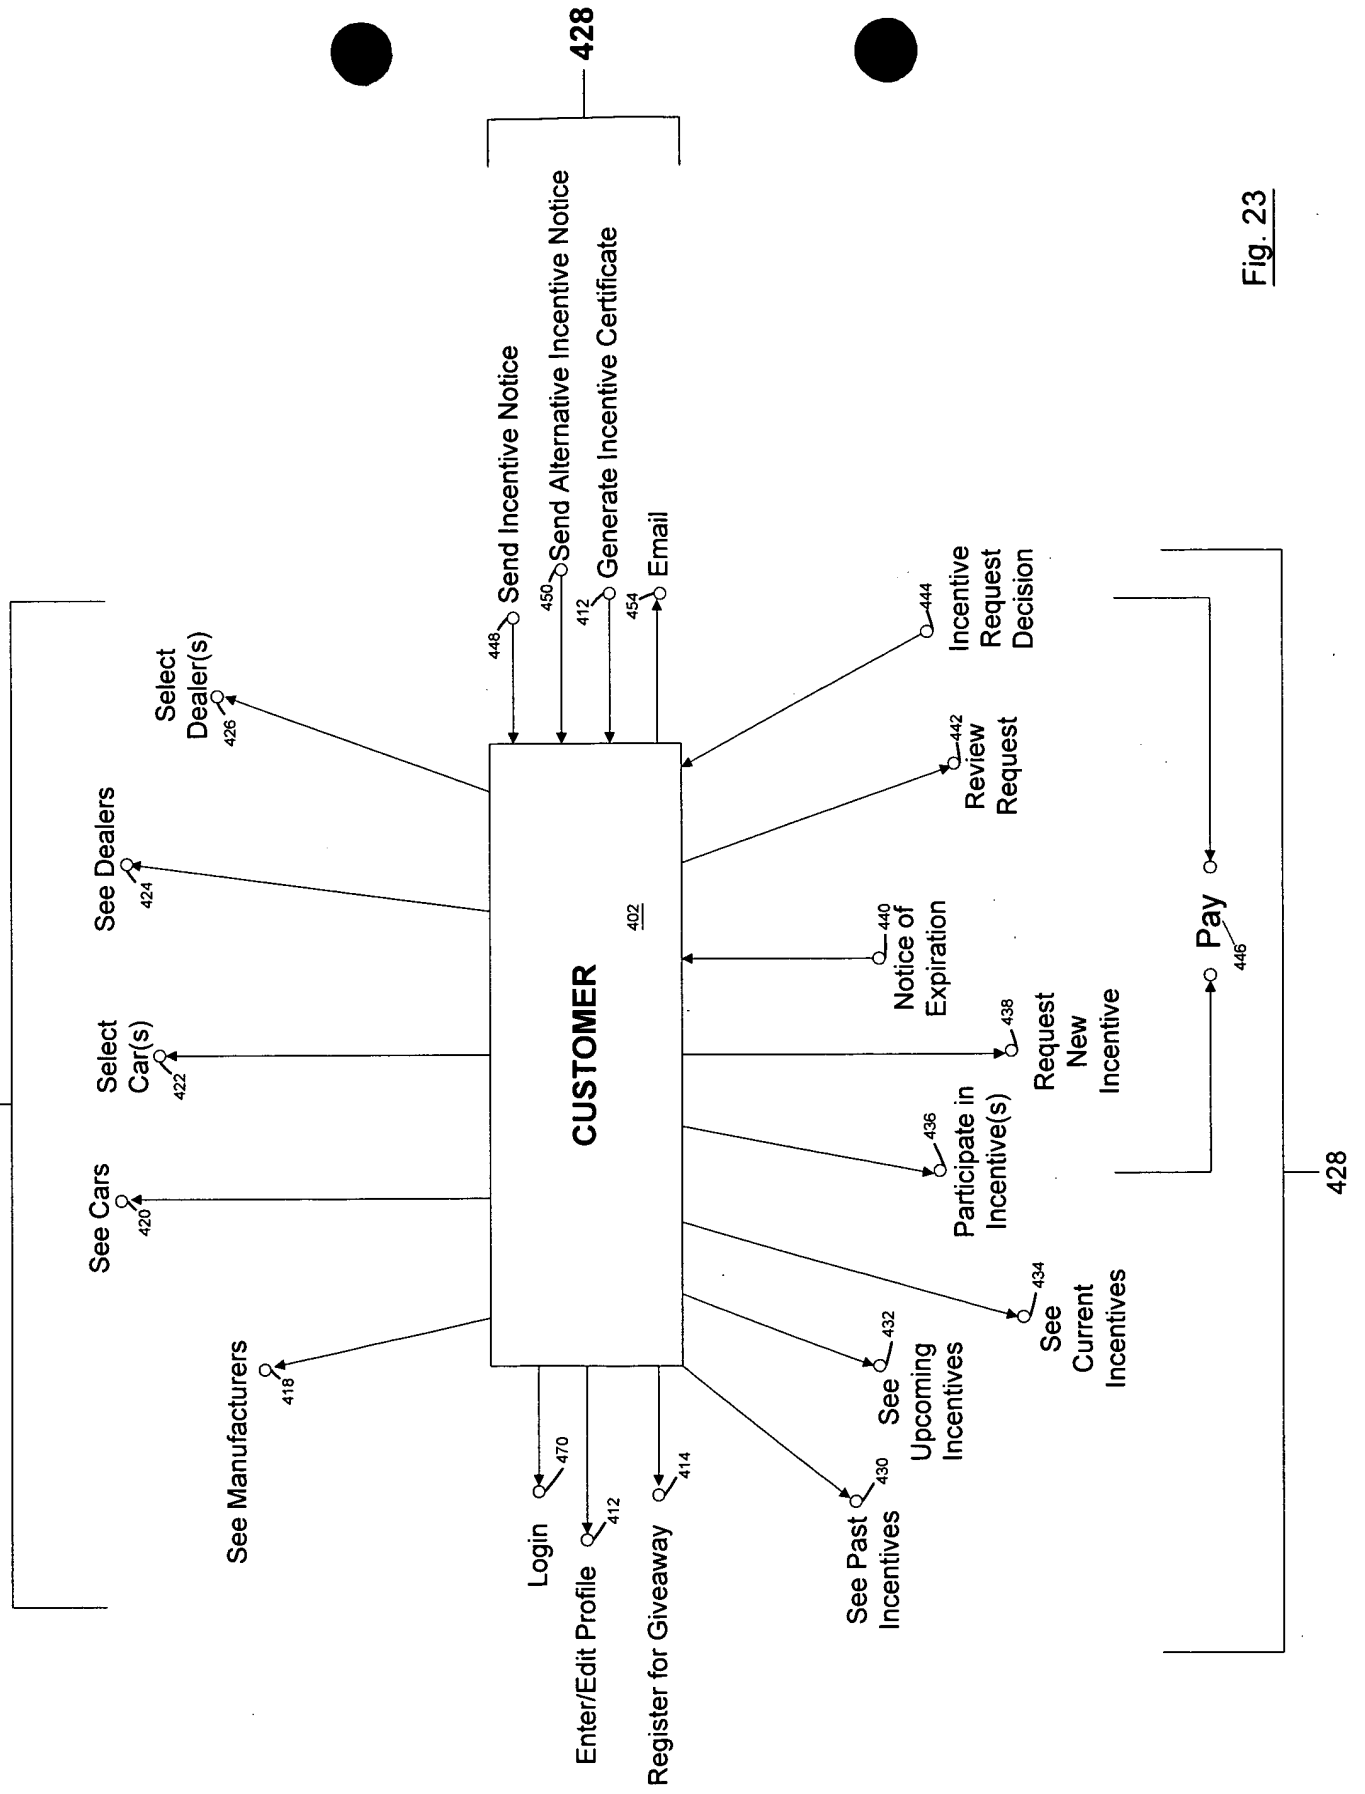 See Manufacturers
418
See Cars
420
Select
Car(s)
422
See Dealers
424
Select
Dealer(s)
426
Login
470
Enter/Edit Profile
412
Register for Giveaway
414
CUSTOMER
402
448
Send Incentive Notice
450
Send Alternative Incentive Notice
412
Generate Incentive Certificate
454
Email
428
See Past
Incentives
430
See
Upcoming
Incentives
432
See
Current
Incentives
434
Participate in
Incentive(s)
436
Request
New
Incentive
438
Notice of
Expiration
440
Review
Request
442
Incentive
Request
Decision
444
Pay
446
428
Fig. 23